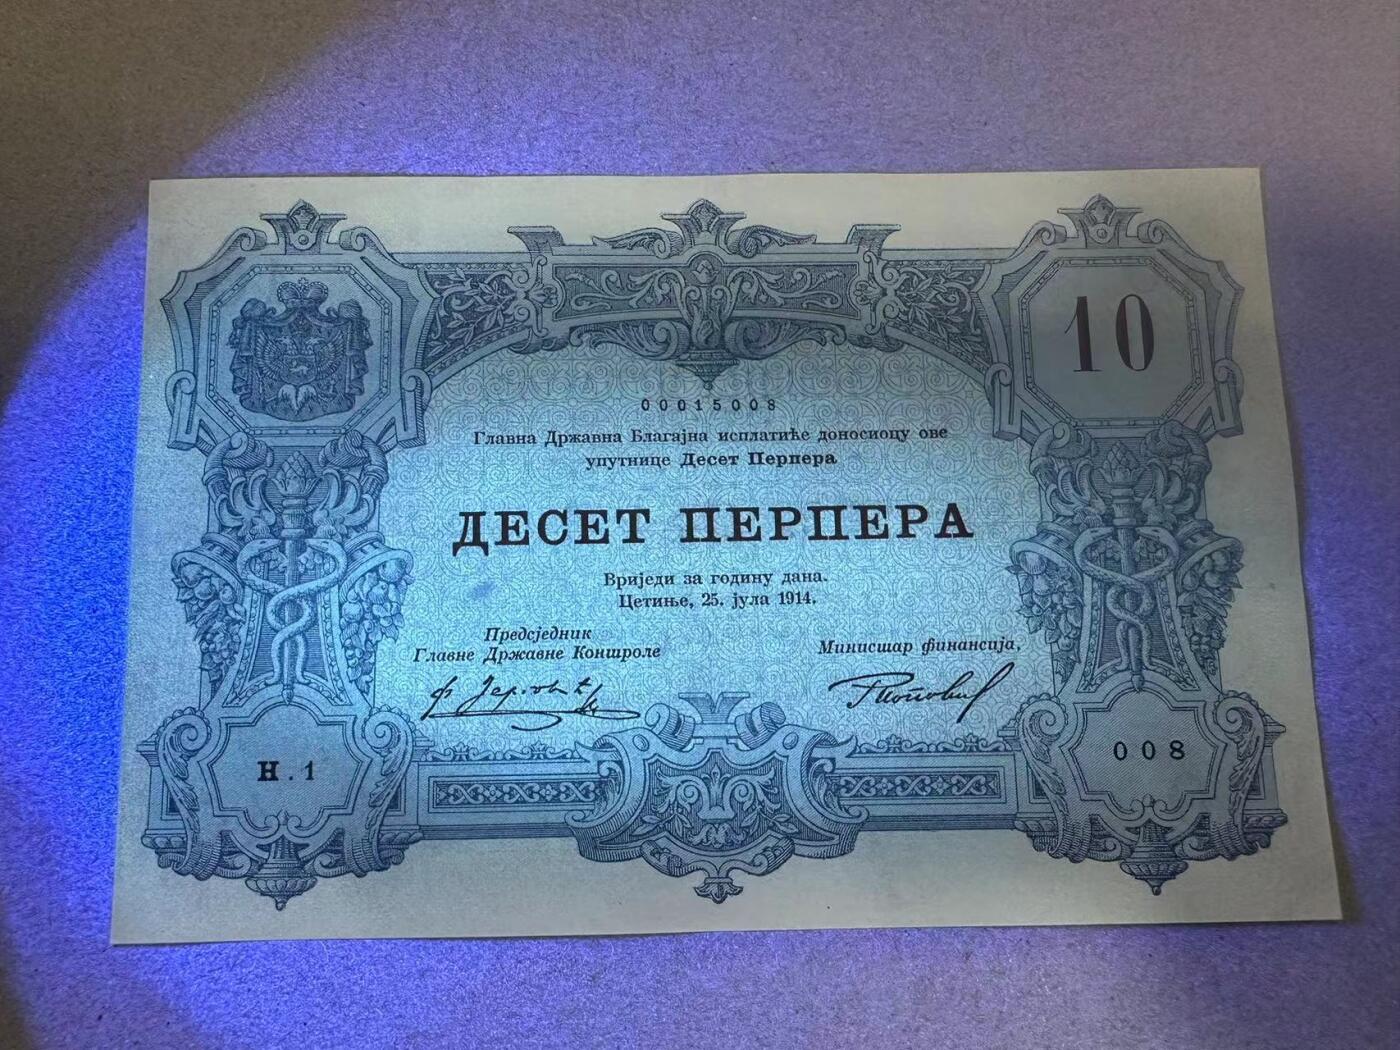 10
00015008
Главна Државна Благајна исплатиће доносиоцу ове
упутнице Десет Перпера
ДЕСЕТ ПЕРПЕРА
Вриједи за годину дана.
Цетиње, 25. јула 1914.
Предсједник
Главне Државне Контроле
Министар финансија,
Н.1
008